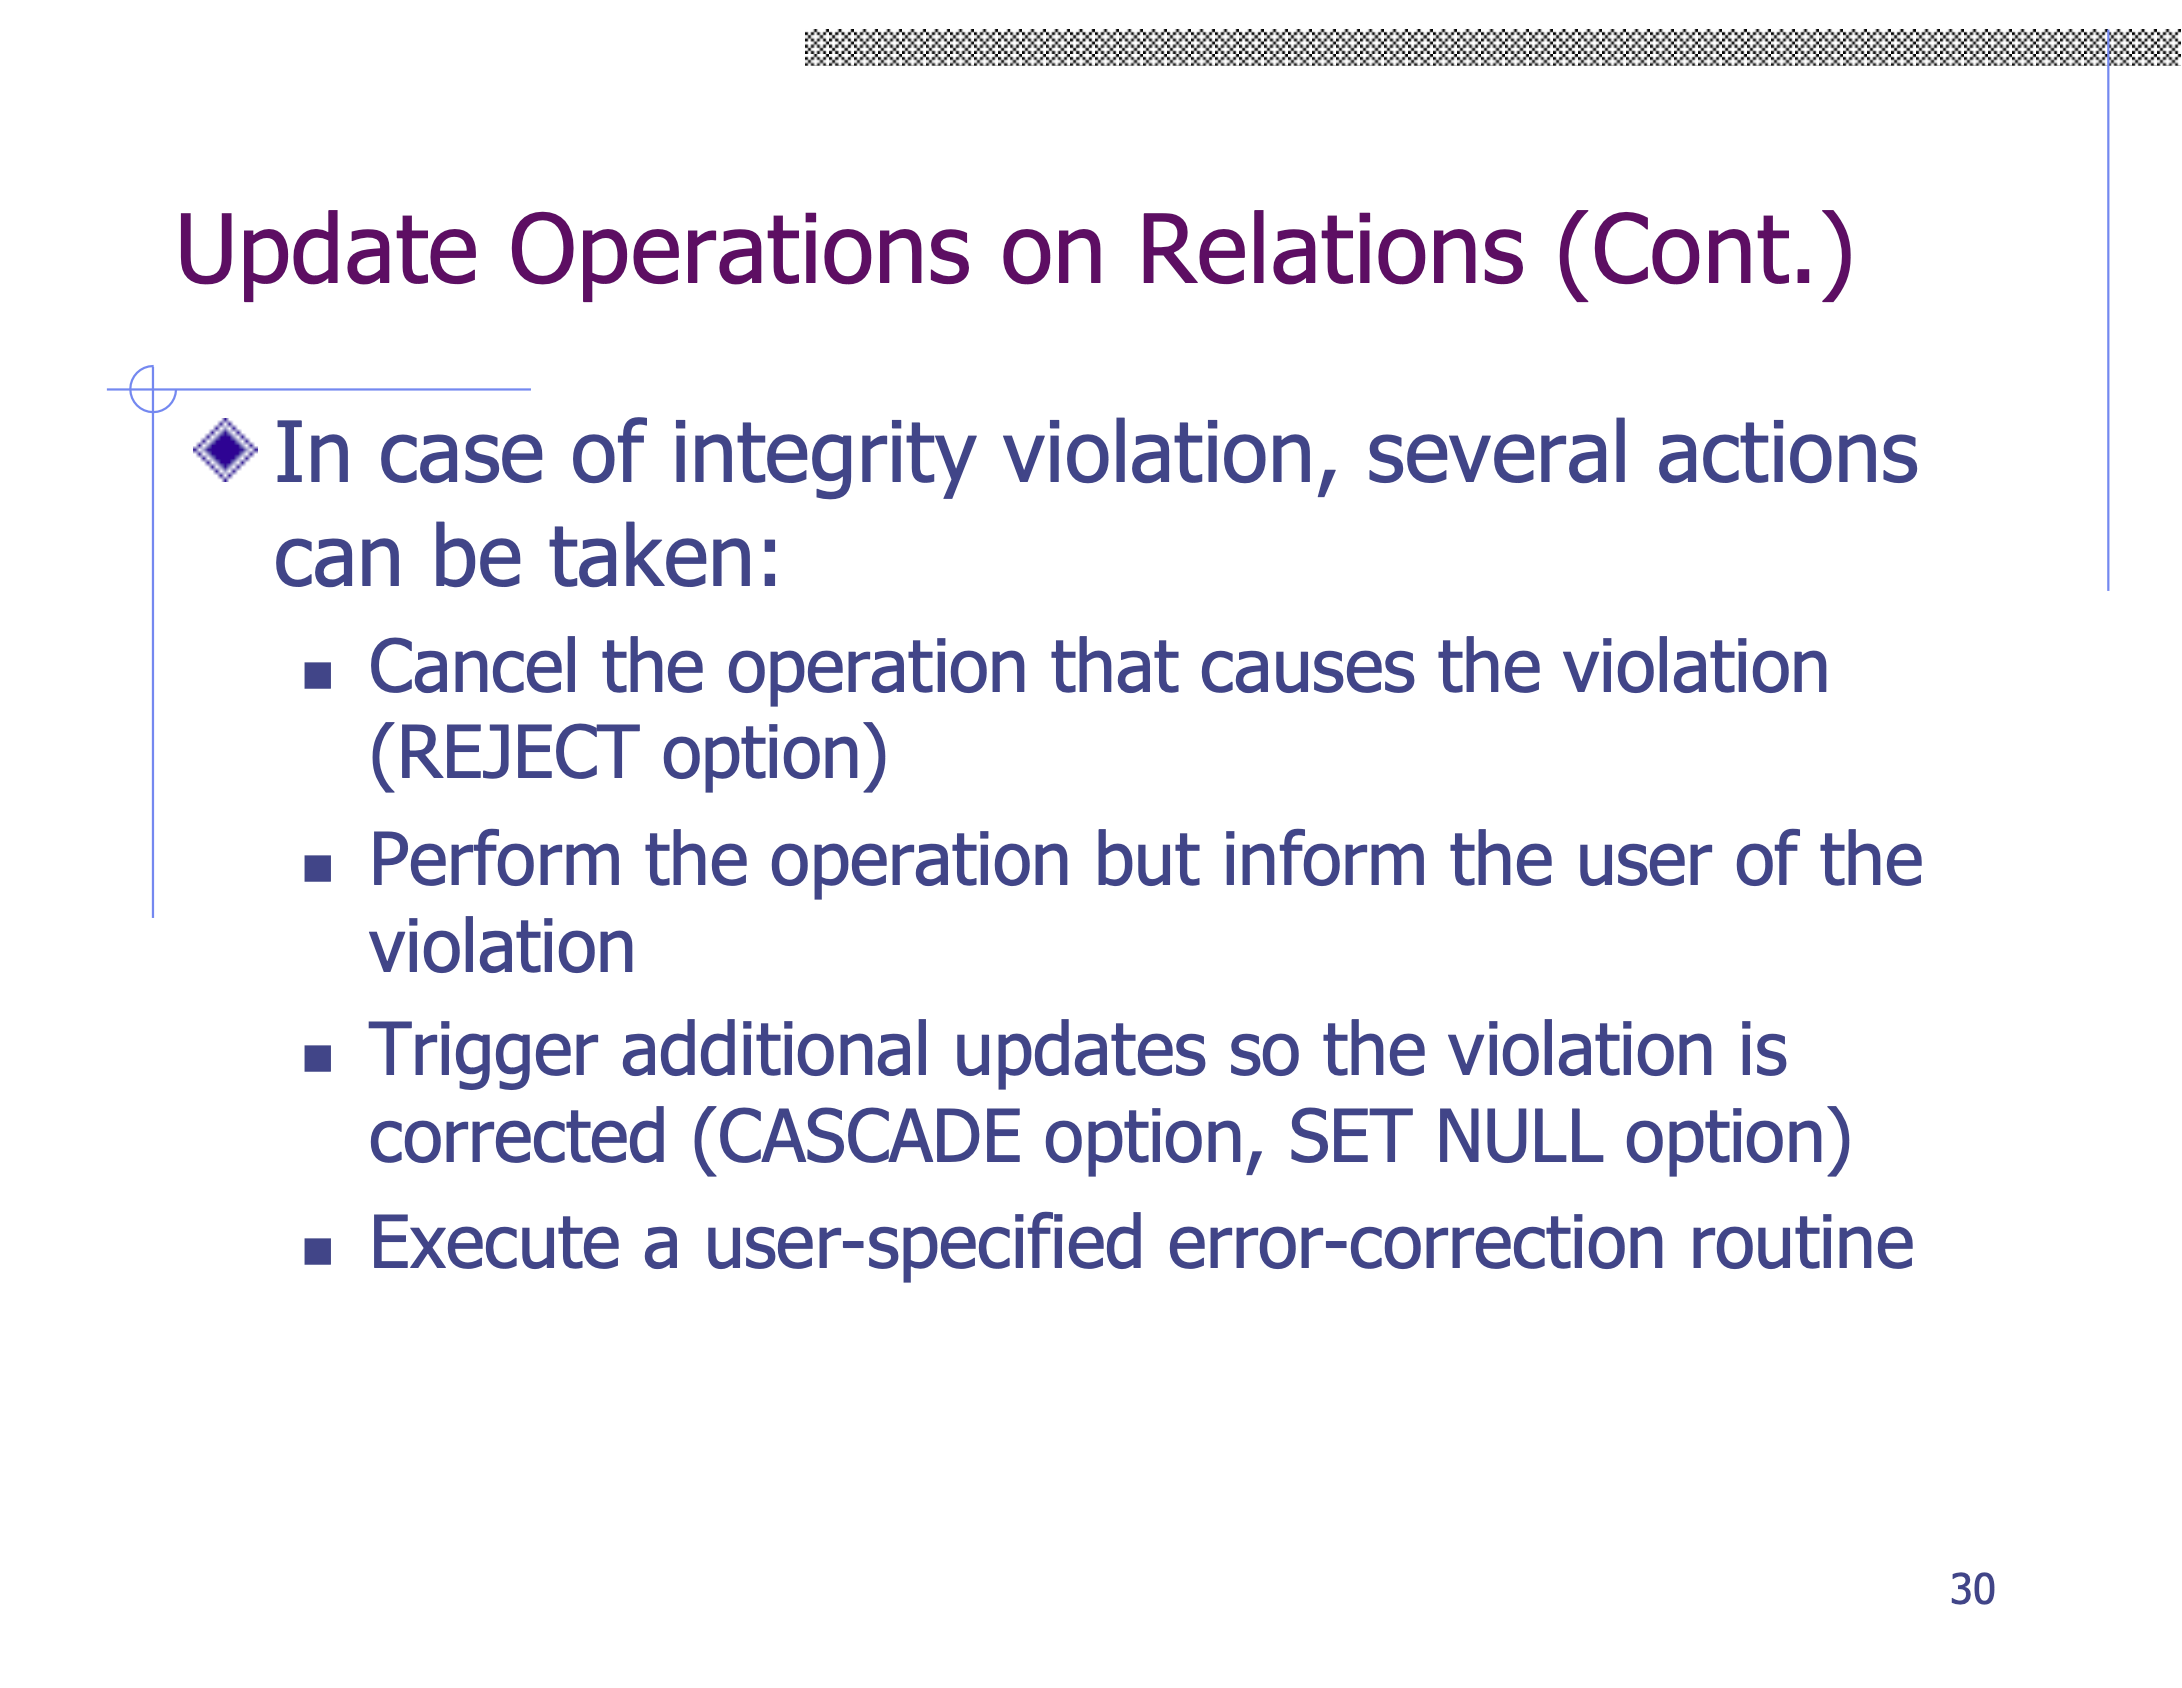 Update Operations on Relations (Cont.)
In case of integrity violation, several actions
can be taken:
Cancel the operation that causes the violation
(REJECT option)
Perform the operation but inform the user of the
violation
Trigger additional updates so the violation is
corrected (CASCADE option, SET NULL option)
Execute a user-specified error-correction routine
30